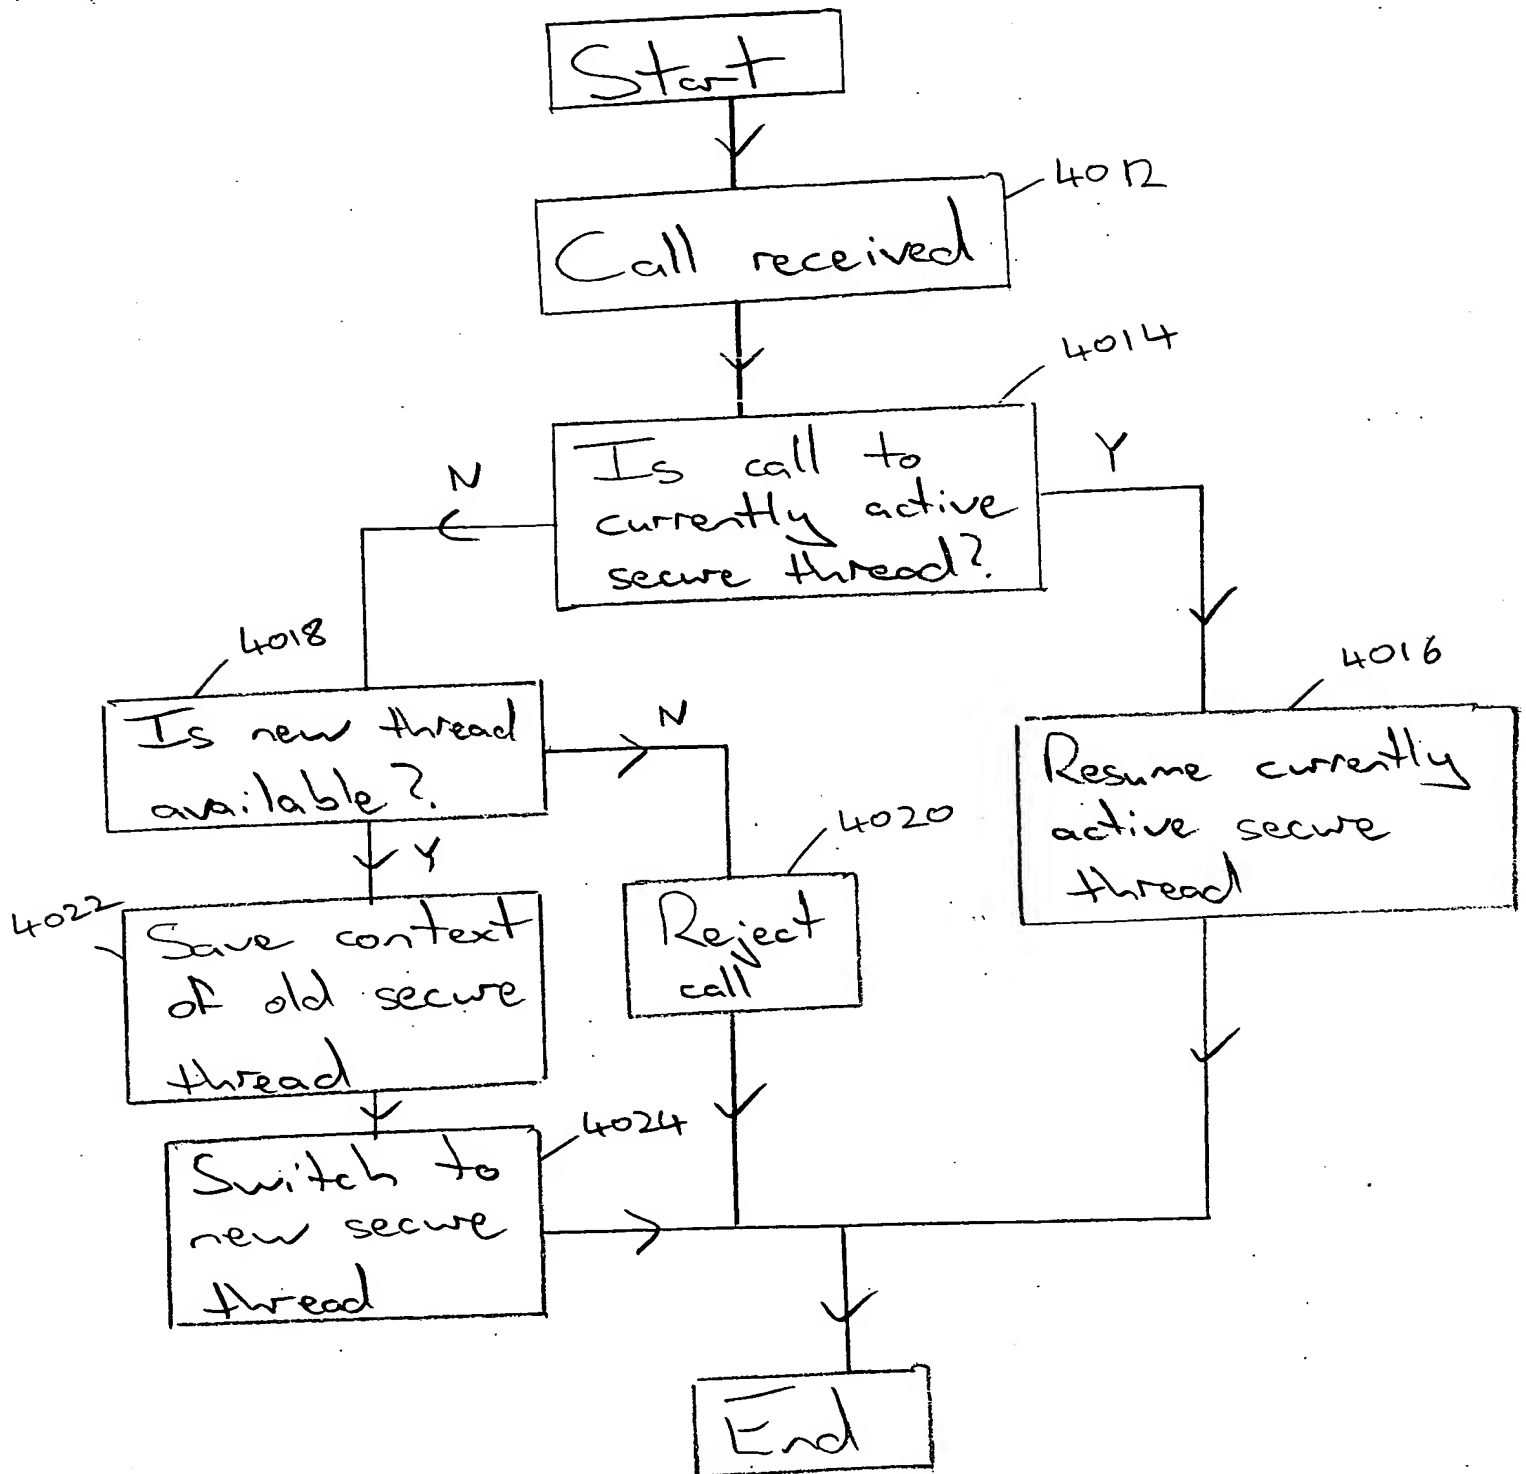 Start
4012
Call received
4014
Is call to
currently active
secure thread?
N
Y
4018
Is new thread
available?
N
Y
4016
Resume currently
active secure
thread
4020
Reject
call
4022
Save context
of old secure
thread
4024
Switch to
new secure
thread
End